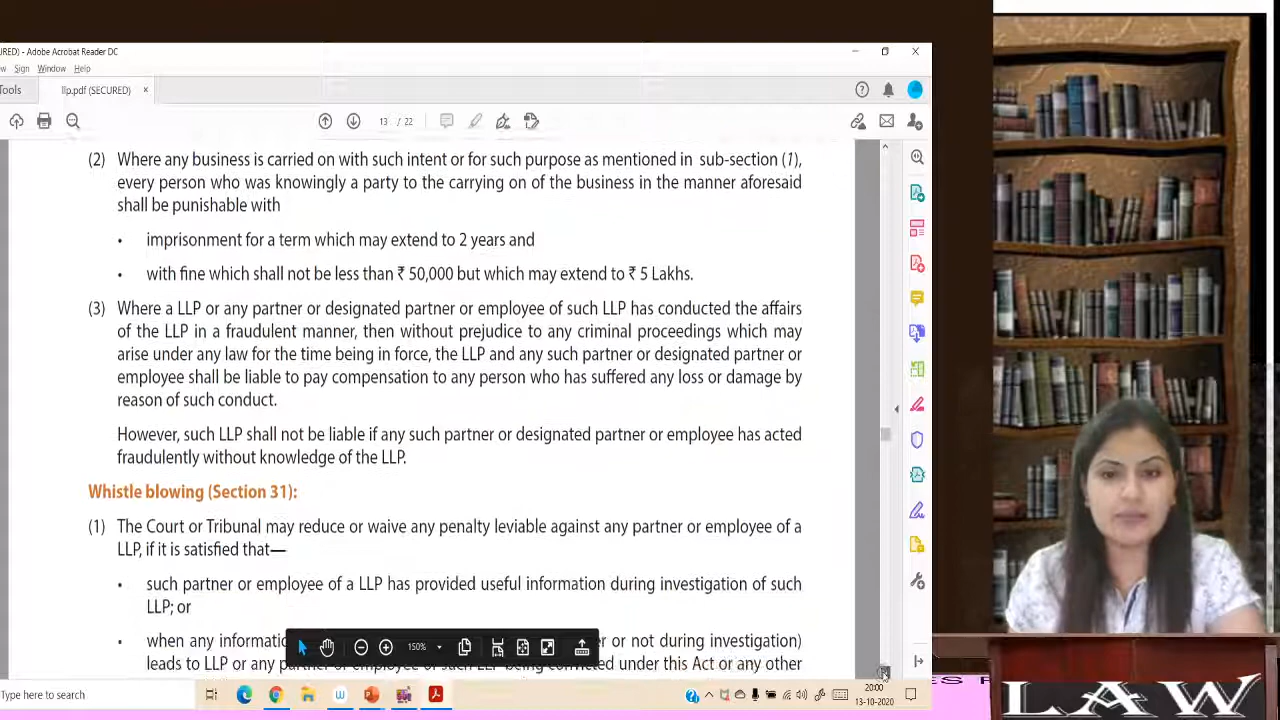 RED) - Adobe Acrobat Reader DC
w Sign Window Help
Tools llp.pdf (SECURED) ×
13 / 22
(2) Where any business is carried on with such intent or for such purpose as mentioned in sub-section (1),
every person who was knowingly a party to the carrying on of the business in the manner aforesaid
shall be punishable with
• imprisonment for a term which may extend to 2 years and
• with fine which shall not be less than ₹ 50,000 but which may extend to ₹ 5 Lakhs.
(3) Where a LLP or any partner or designated partner or employee of such LLP has conducted the affairs
of the LLP in a fraudulent manner, then without prejudice to any criminal proceedings which may
arise under any law for the time being in force, the LLP and any such partner or designated partner or
employee shall be liable to pay compensation to any person who has suffered any loss or damage by
reason of such conduct.
However, such LLP shall not be liable if any such partner or designated partner or employee has acted
fraudulently without knowledge of the LLP.
Whistle blowing (Section 31):
(1) The Court or Tribunal may reduce or waive any penalty leviable against any partner or employee of a
LLP, if it is satisfied that—
• such partner or employee of a LLP has provided useful information during investigation of such
LLP; or
• when any informati r or not during investigation)
leads to LLP or any partner or employee of such LLP being convicted under this Act or any other
150%
Type here to search
20:00
13-10-2020
LAW